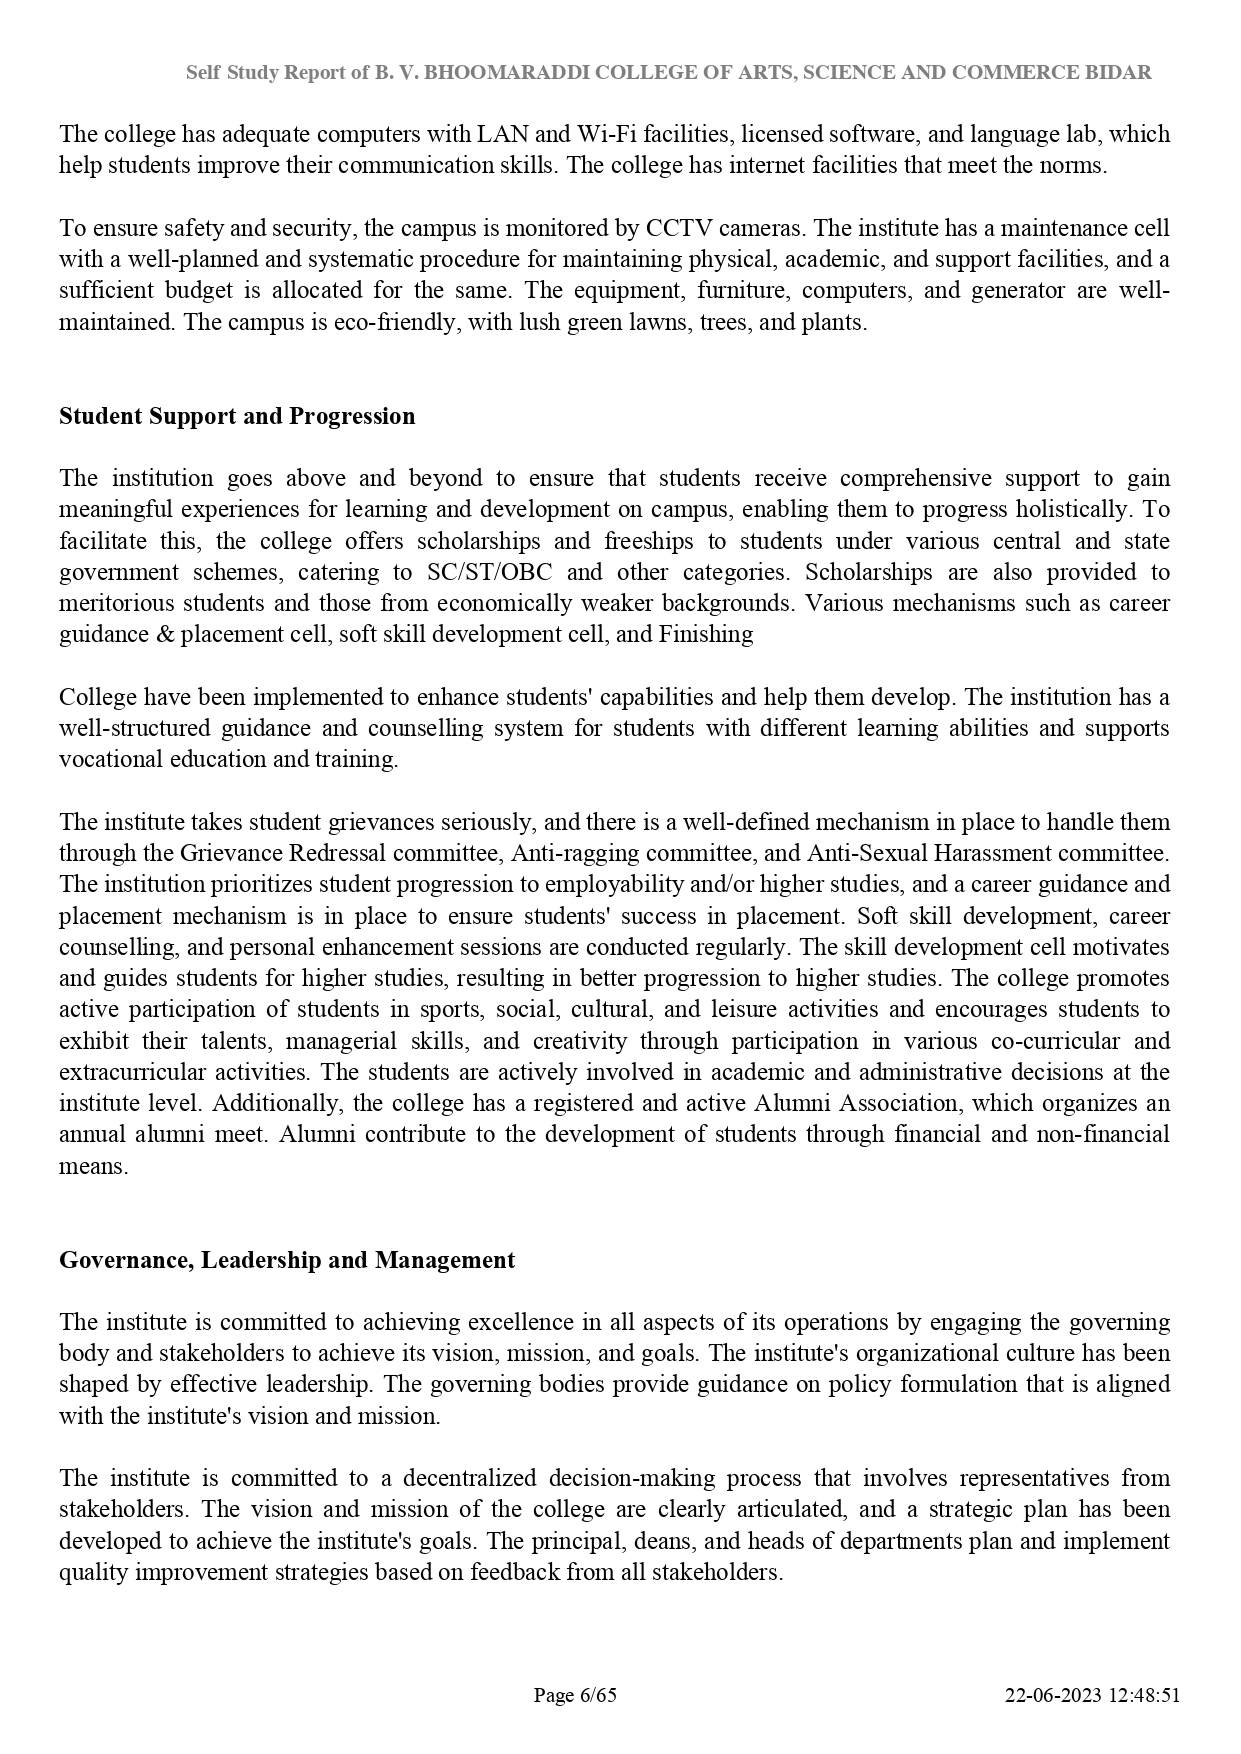 Self Study Report of B. V. BHOOMARADDI COLLEGE OF ARTS, SCIENCE AND COMMERCE BIDAR
The college has adequate computers with LAN and Wi-Fi facilities, licensed software, and language lab, which
help students improve their communication skills. The college has internet facilities that meet the norms.
To ensure safety and security, the campus is monitored by CCTV cameras. The institute has a maintenance cell
with a well-planned and systematic procedure for maintaining physical, academic, and support facilities, and a
sufficient budget is allocated for the same. The equipment, furniture, computers, and generator are well-
maintained. The campus is eco-friendly, with lush green lawns, trees, and plants.
Student Support and Progression
The institution goes above and beyond to ensure that students receive comprehensive support to gain
meaningful experiences for learning and development on campus, enabling them to progress holistically. To
facilitate this, the college offers scholarships and freeships to students under various central and state
government schemes, catering to SC/ST/OBC and other categories. Scholarships are also provided to
meritorious students and those from economically weaker backgrounds. Various mechanisms such as career
guidance & placement cell, soft skill development cell, and Finishing
College have been implemented to enhance students' capabilities and help them develop. The institution has a
well-structured guidance and counselling system for students with different learning abilities and supports
vocational education and training.
The institute takes student grievances seriously, and there is a well-defined mechanism in place to handle them
through the Grievance Redressal committee, Anti-ragging committee, and Anti-Sexual Harassment committee.
The institution prioritizes student progression to employability and/or higher studies, and a career guidance and
placement mechanism is in place to ensure students' success in placement. Soft skill development, career
counselling, and personal enhancement sessions are conducted regularly. The skill development cell motivates
and guides students for higher studies, resulting in better progression to higher studies. The college promotes
active participation of students in sports, social, cultural, and leisure activities and encourages students to
exhibit their talents, managerial skills, and creativity through participation in various co-curricular and
extracurricular activities. The students are actively involved in academic and administrative decisions at the
institute level. Additionally, the college has a registered and active Alumni Association, which organizes an
annual alumni meet. Alumni contribute to the development of students through financial and non-financial
means.
Governance, Leadership and Management
The institute is committed to achieving excellence in all aspects of its operations by engaging the governing
body and stakeholders to achieve its vision, mission, and goals. The institute's organizational culture has been
shaped by effective leadership. The governing bodies provide guidance on policy formulation that is aligned
with the institute's vision and mission.
The institute is committed to a decentralized decision-making process that involves representatives from
stakeholders. The vision and mission of the college are clearly articulated, and a strategic plan has been
developed to achieve the institute's goals. The principal, deans, and heads of departments plan and implement
quality improvement strategies based on feedback from all stakeholders.
Page 6/65 22-06-2023 12:48:51